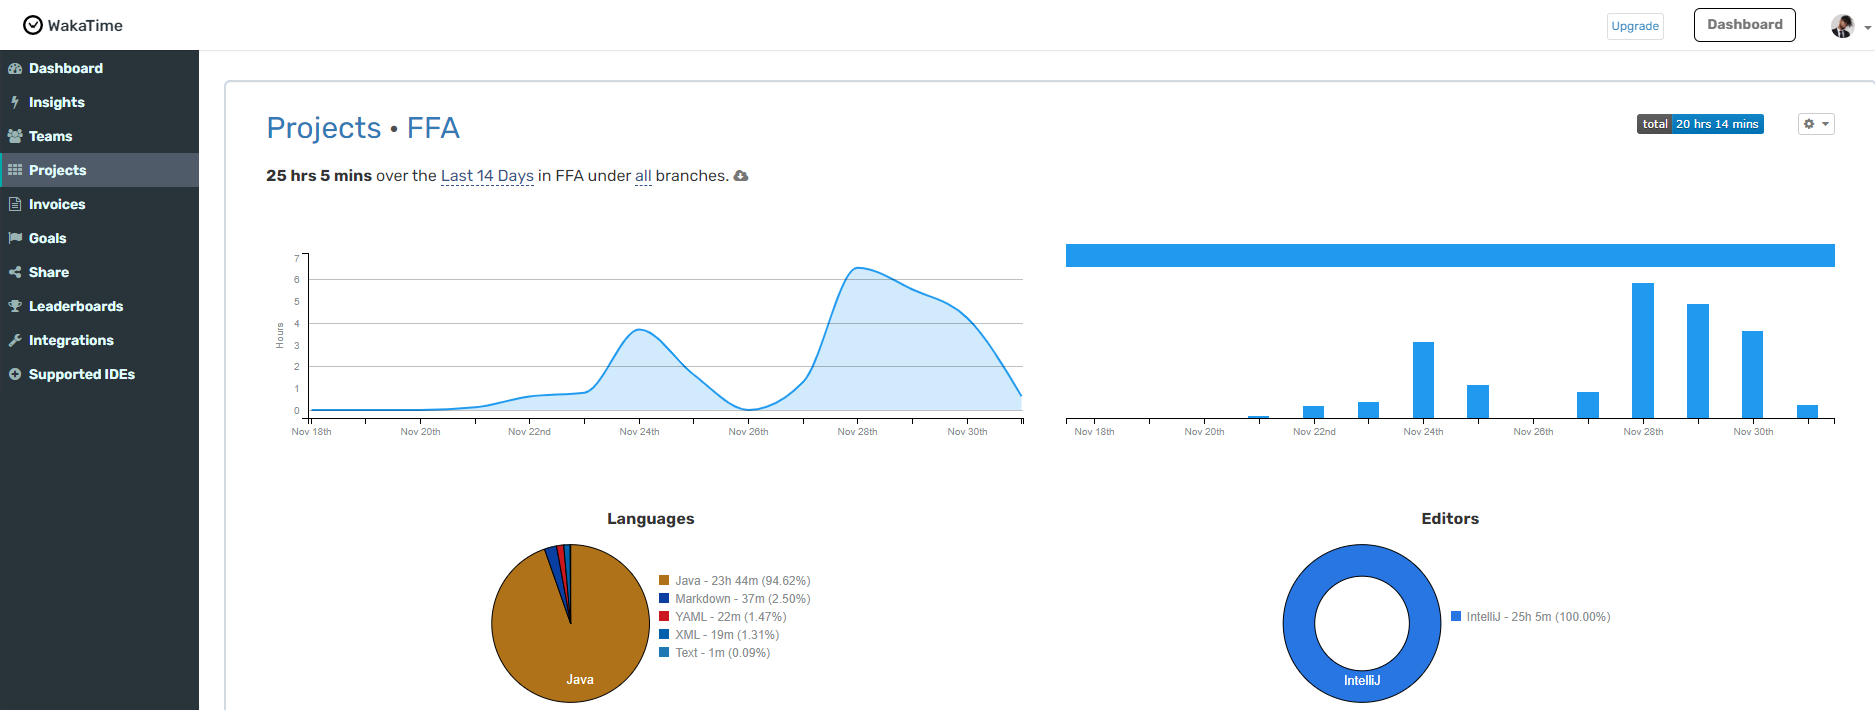 WakaTime
Upgrade
Dashboard
Dashboard
Insights
Teams
Projects
Invoices
Goals
Share
Leaderboards
Integrations
Supported IDEs
Projects • FFA
total 20 hrs 14 mins
25 hrs 5 mins over the Last 14 Days in FFA under all branches.
Hours
7
6
5
4
3
2
1
0
Nov 18th Nov 20th Nov 22nd Nov 24th Nov 26th Nov 28th Nov 30th
Nov 18th Nov 20th Nov 22nd Nov 24th Nov 26th Nov 28th Nov 30th
Languages
Java
Java - 23h 44m (94.62%)
Markdown - 37m (2.50%)
YAML - 22m (1.47%)
XML - 19m (1.31%)
Text - 1m (0.09%)
Editors
IntelliJ
IntelliJ - 25h 5m (100.00%)